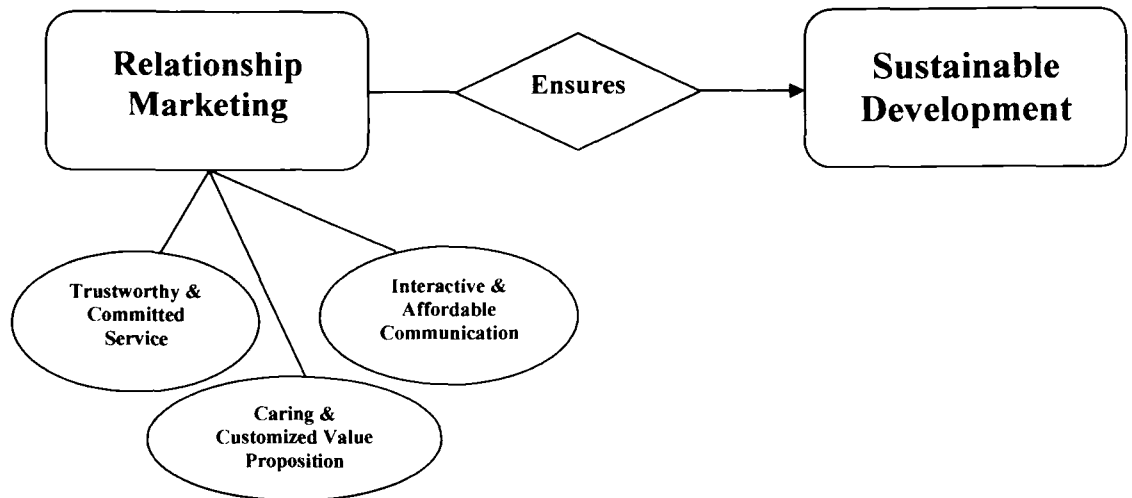 Relationship
Marketing
Ensures
Sustainable
Development
Trustworthy &
Committed
Service
Interactive &
Affordable
Communication
Caring &
Customized Value
Proposition